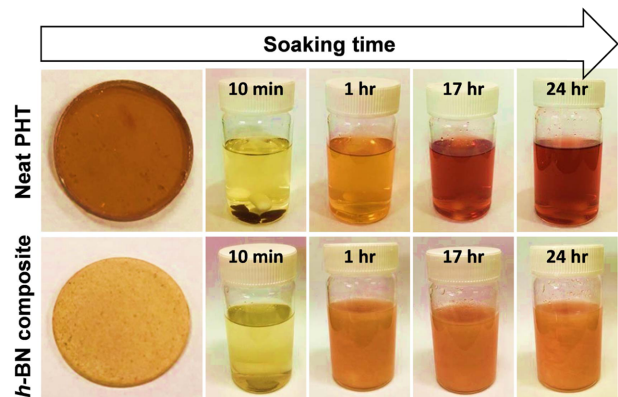 Soaking time
Neat PHT
10 min
1 hr
17 hr
24 hr
h-BN composite
10 min
1 hr
17 hr
24 hr